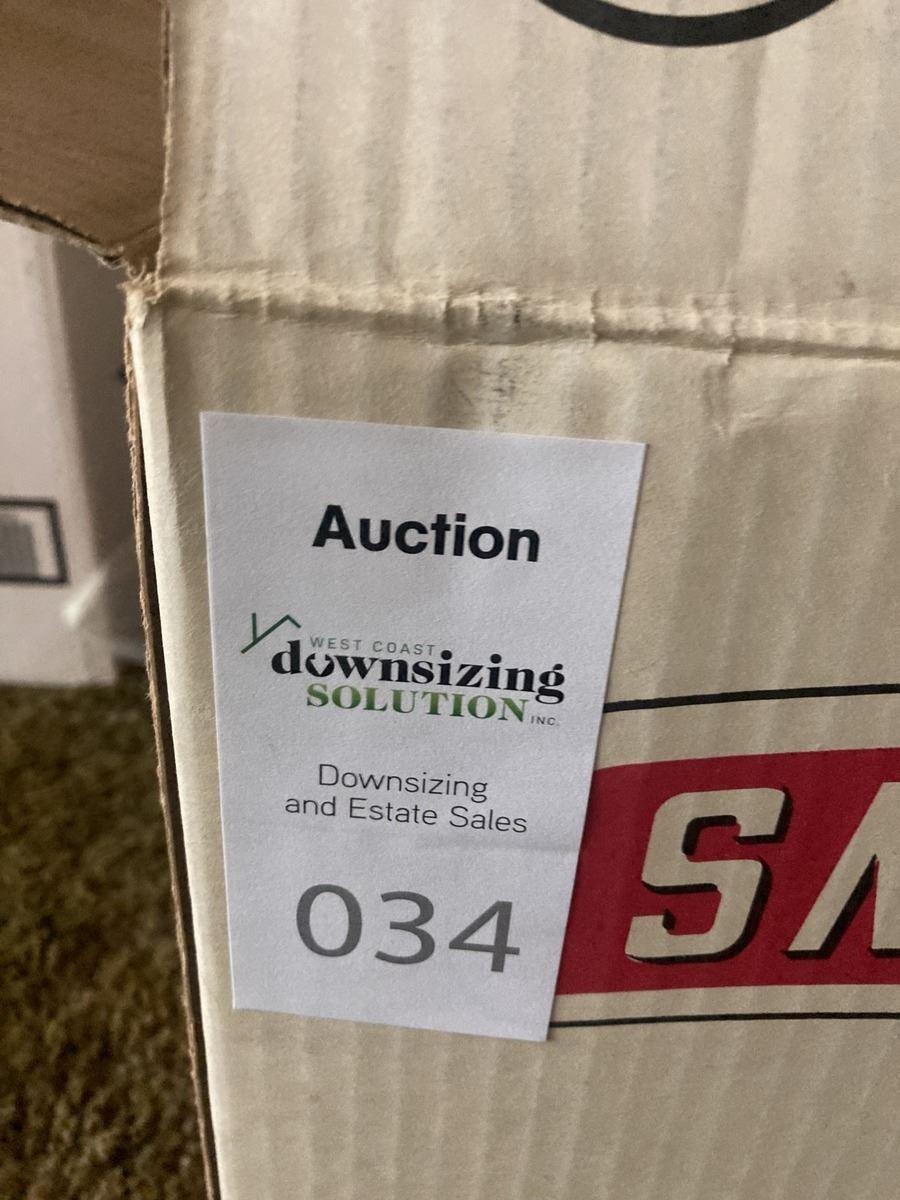 Auction
WEST COAST
downsizing
SOLUTION INC.
Downsizing
and Estate Sales
034